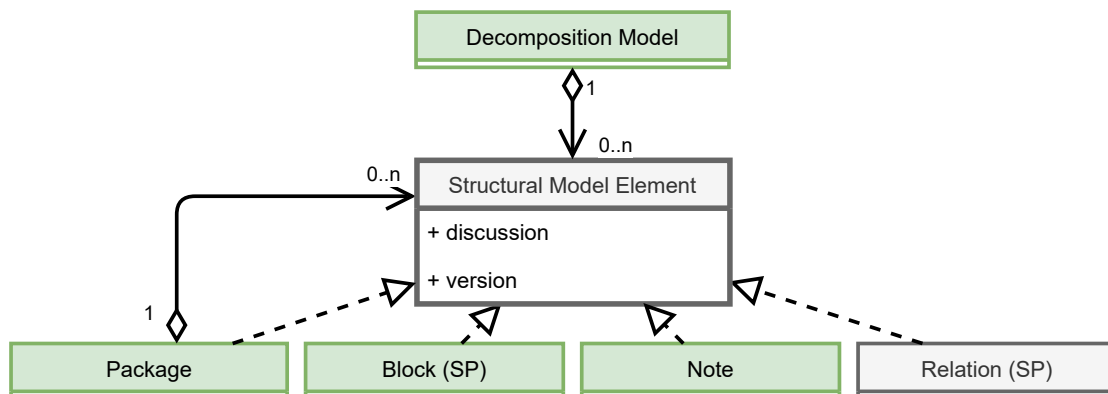 Decomposition Model
1
0..n
0..n
Structural Model Element
+ discussion
+ version
1
Package
Block (SP)
Note
Relation (SP)